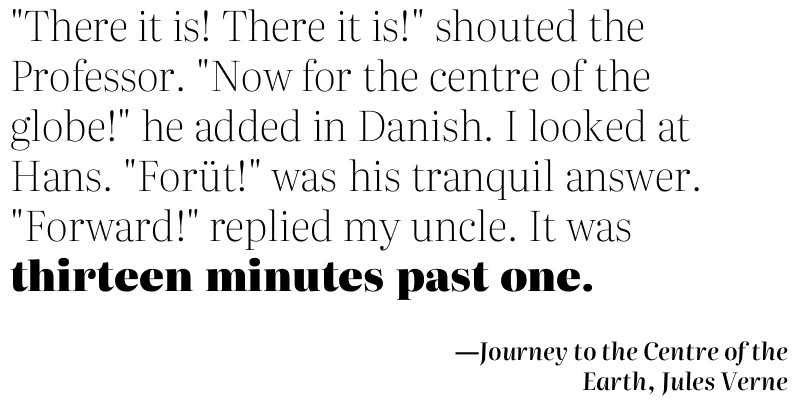 "There it is! There it is!" shouted the
Professor. "Now for the centre of the
globe!" he added in Danish. I looked at
Hans. "Forüt!" was his tranquil answer.
"Forward!" replied my uncle. It was
thirteen minutes past one.
—Journey to the Centre of the
Earth, Jules Verne